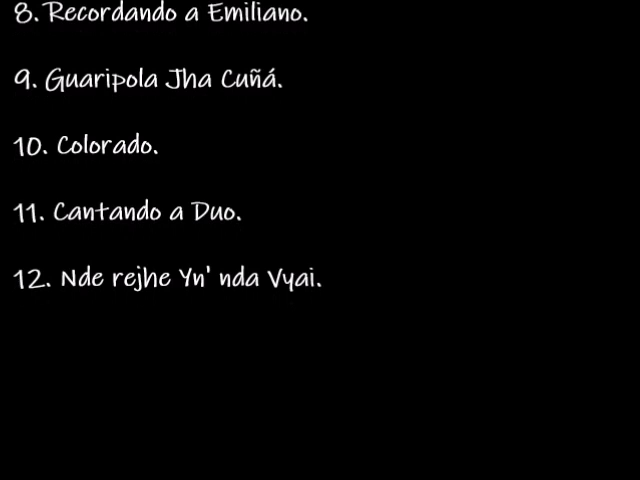 8. Recordando a Emiliano.
9. Guaripola Jha Cuñá.
10. Colorado.
11. Cantando a Duo.
12. Nde rejhe Yn' nda Vyai.